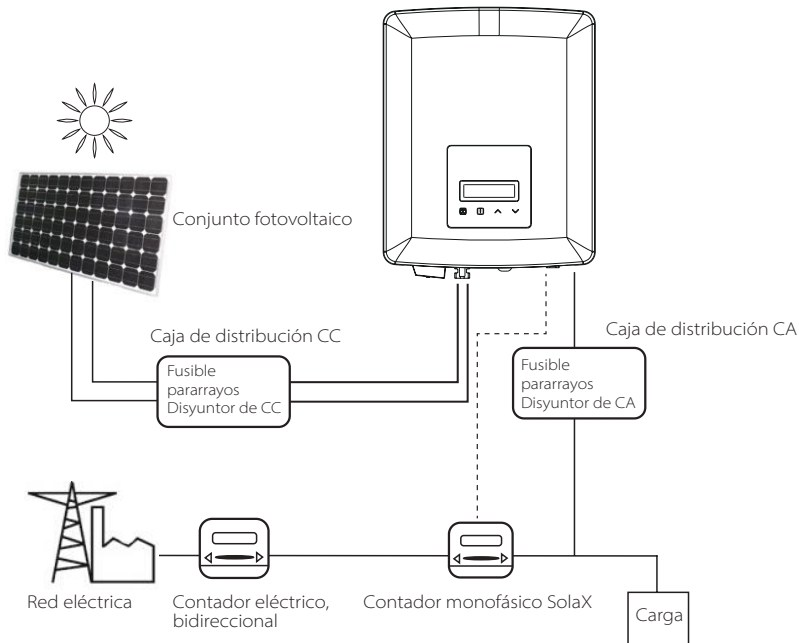 Conjunto fotovoltaico
Caja de distribución CC
Fusible
pararrayos
Disyuntor de CC
Caja de distribución CA
Fusible
pararrayos
Disyuntor de CA
Red eléctrica
Contador eléctrico,
bidireccional
Contador monofásico SolaX
Carga